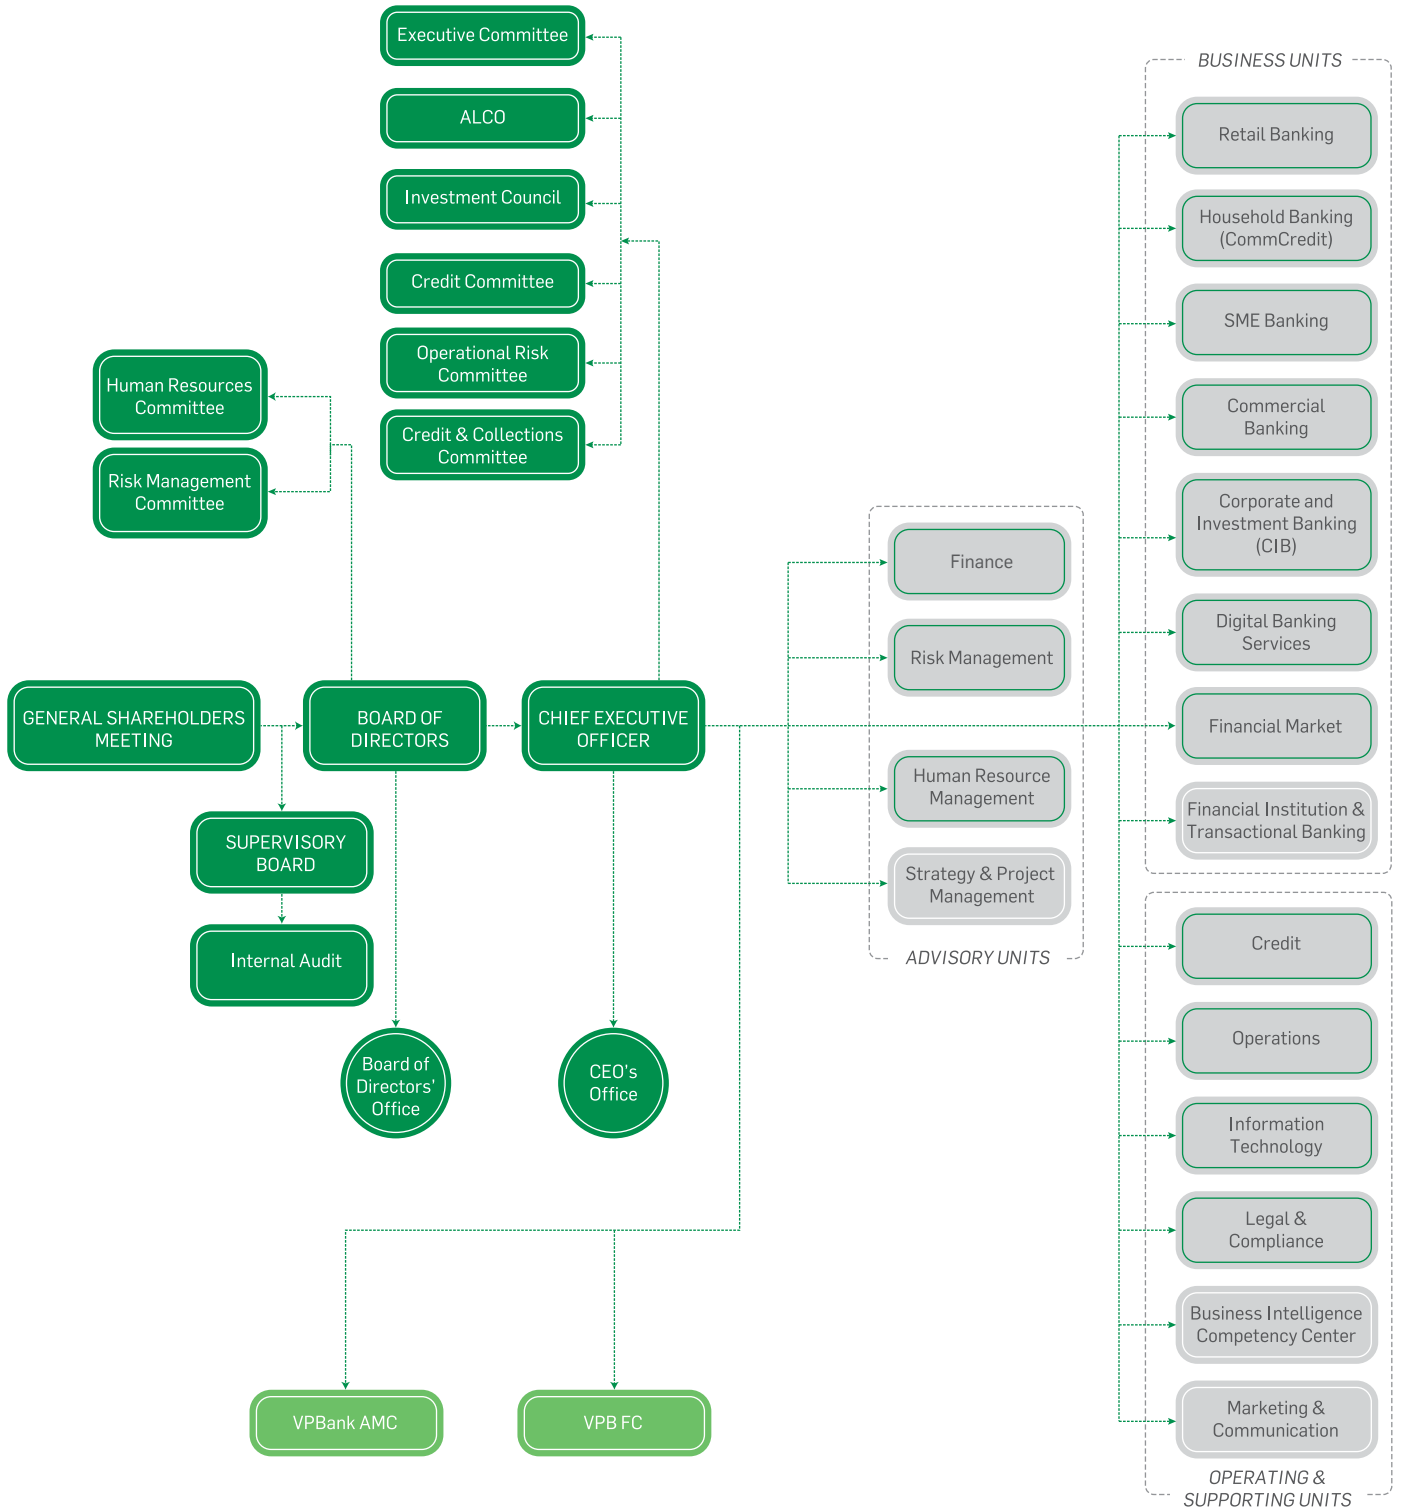 Executive Committee
ALCO
Investment Council
Credit Committee
Operational Risk
Committee
Credit & Collections
Committee
Human Resources
Committee
Risk Management
Committee
GENERAL SHAREHOLDERS
MEETING
BOARD OF
DIRECTORS
CHIEF EXECUTIVE
OFFICER
SUPERVISORY
BOARD
Internal Audit
Board of
Directors'
Office
CEO's
Office
VPBank AMC
VPB FC
Finance
Risk Management
Human Resource
Management
Strategy & Project
Management
ADVISORY UNITS
BUSINESS UNITS
Retail Banking
Household Banking
(CommCredit)
SME Banking
Commercial
Banking
Corporate and
Investment Banking
(CIB)
Digital Banking
Services
Financial Market
Financial Institution &
Transactional Banking
Credit
Operations
Information
Technology
Legal &
Compliance
Business Intelligence
Competency Center
Marketing &
Communication
OPERATING &
SUPPORTING UNITS